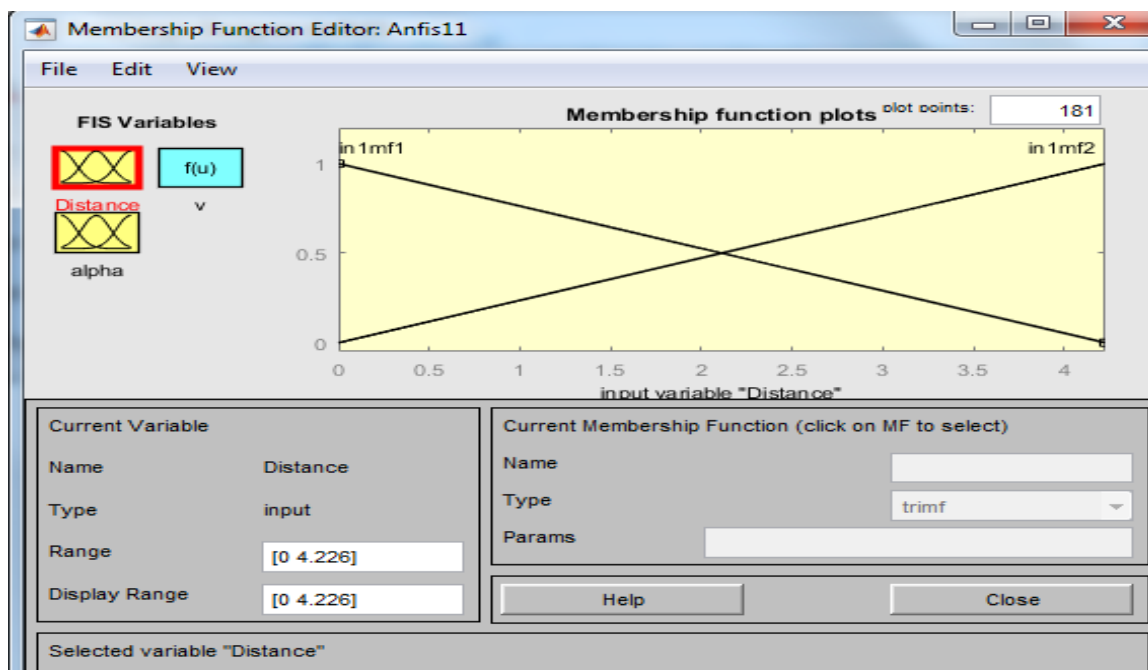 Membership Function Editor: Anfis11
File Edit View
FIS Variables
Membership function plots plot points: 181
f(u)
Distance v
alpha
in1mf1 in1mf2
1
0.5
0
0 0.5 1 1.5 2 2.5 3 3.5 4
input variable "Distance"
Current Variable
Name Distance
Type input
Range [0 4.226]
Display Range [0 4.226]
Current Membership Function (click on MF to select)
Name
Type trimf
Params
Help Close
Selected variable "Distance"